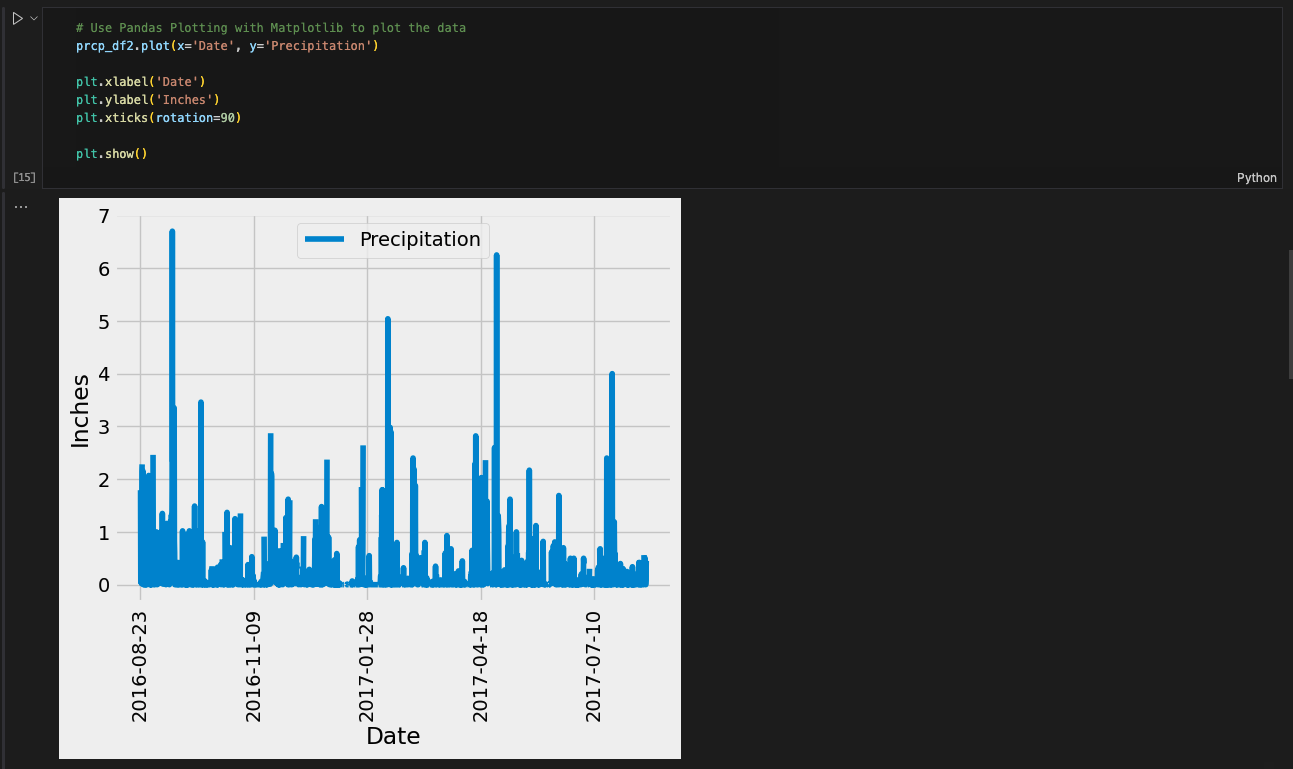 # Use Pandas Plotting with Matplotlib to plot the data
prcp_df2.plot(x='Date', y='Precipitation')
plt.xlabel('Date')
plt.ylabel('Inches')
plt.xticks(rotation=90)
plt.show()
[15]
Python
...
7
Precipitation
6
5
4
3
2
1
0
Inches
2016-08-23
2016-11-09
2017-01-28
2017-04-18
2017-07-10
Date